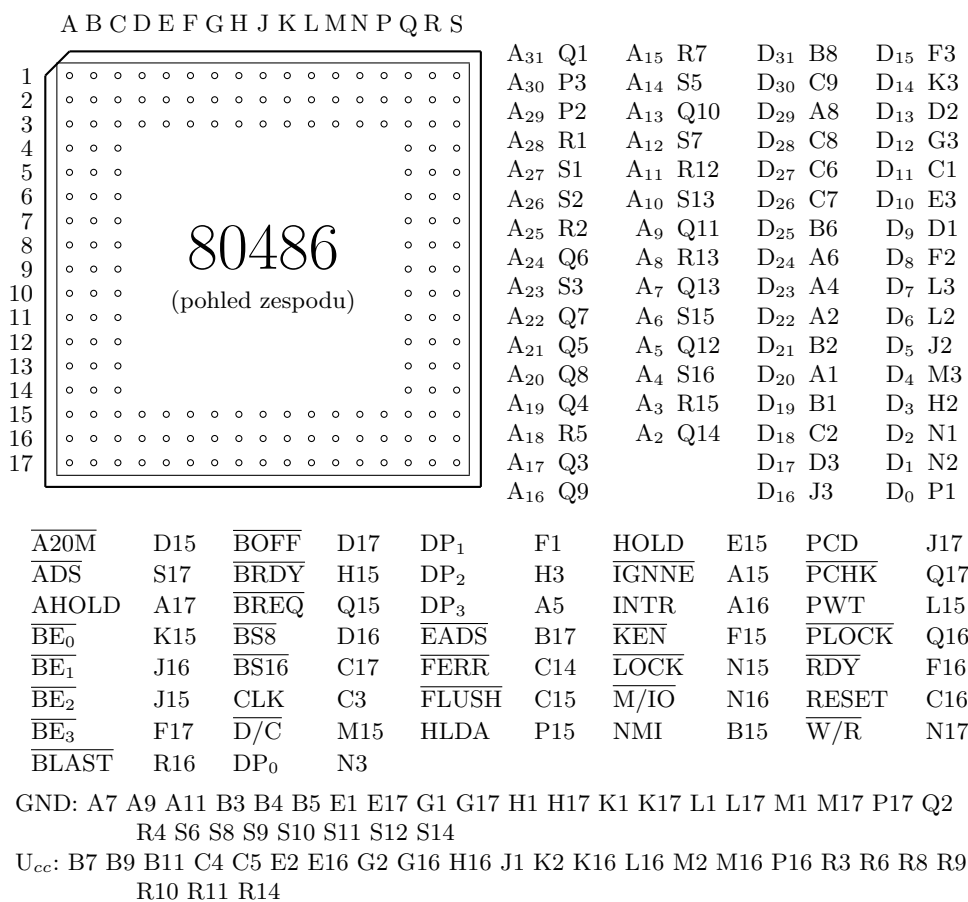 A B C D E F G H J K L M N P Q R S
1
2
3
4
5
6
7
8
9
10
11
12
13
14
15
16
17
80486
(pohled zespodu)
A31 Q1 A15 R7 D31 B8 D15 F3
A30 P3 A14 S5 D30 C9 D14 K3
A29 P2 A13 Q10 D29 A8 D13 D2
A28 R1 A12 S7 D28 C8 D12 G3
A27 S1 A11 R12 D27 C6 D11 C1
A26 S2 A10 S13 D26 C7 D10 E3
A25 R2 A9 Q11 D25 B6 D9 D1
A24 Q6 A8 R13 D24 A6 D8 F2
A23 S3 A7 Q13 D23 A4 D7 L3
A22 Q7 A6 S15 D22 A2 D6 L2
A21 Q5 A5 Q12 D21 B2 D5 J2
A20 Q8 A4 S16 D20 A1 D4 M3
A19 Q4 A3 R15 D19 B1 D3 H2
A18 R5 A2 Q14 D18 C2 D2 N1
A17 Q3 D17 D3 D1 N2
A16 Q9 D16 J3 D0 P1
A20M D15 BOFF D17 DP1 F1 HOLD E15 PCD J17
ADS S17 BRDY H15 DP2 H3 IGNNE A15 PCHK Q17
AHOLD A17 BREQ Q15 DP3 A5 INTR A16 PWT L15
BE0 K15 BS8 D16 EADS B17 KEN F15 PLOCK Q16
BE1 J16 BS16 C17 FERR C14 LOCK N15 RDY F16
BE2 J15 CLK C3 FLUSH C15 M/IO N16 RESET C16
BE3 F17 D/C M15 HLDA P15 NMI B15 W/R N17
BLAST R16 DP0 N3
GND: A7 A9 A11 B3 B4 B5 E1 E17 G1 G17 H1 H17 K1 K17 L1 L17 M1 M17 P17 Q2
R4 S6 S8 S9 S10 S11 S12 S14
Ucc: B7 B9 B11 C4 C5 E2 E16 G2 G16 H16 J1 K2 K16 L16 M2 M16 P16 R3 R6 R8 R9
R10 R11 R14